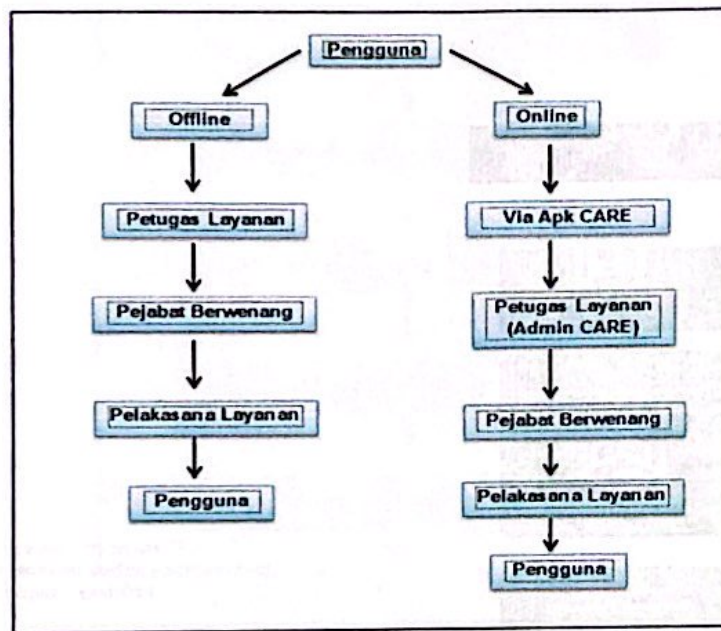 Pengguna
Offline
Petugas Layanan
Pejabat Berwenang
Pelakasana Layanan
Pengguna
Online
Via Apk CARE
Petugas Layanan
(Admin CARE)
Pejabat Berwenang
Pelakasana Layanan
Pengguna